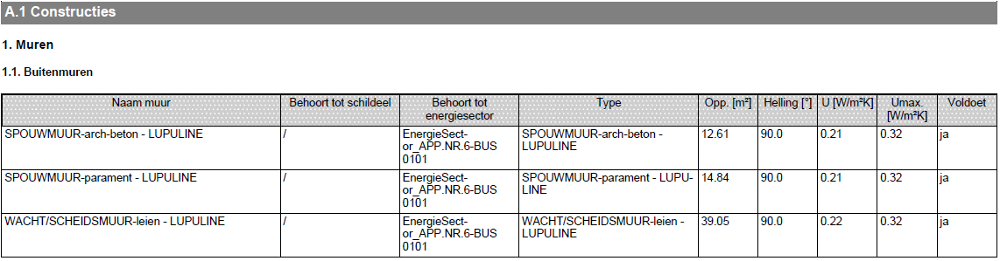 A.1 Constructies
1. Muren
1.1. Buitenmuren
Naam muur Behoort tot schildeel Behoort tot energiesector Type Opp. [m²] Helling [°] U [W/m²K] Umax. [W/m²K] Voldoet
SPOUWMUUR-arch-beton - LUPULINE / EnergieSect- SPOUWMUUR-arch-beton - 12.61 90.0 0.21 0.32 ja
or_APP.NR.6-BUS LUPULINE
0101
SPOUWMUUR-parament - LUPULINE / EnergieSect- SPOUWMUUR-parament - LUPU- 14.84 90.0 0.21 0.32 ja
or_APP.NR.6-BUS LINE
0101
WACHT/SCHEIDSMUUR-leien - LUPULINE / EnergieSect- WACHT/SCHEIDSMUUR-leien - 39.05 90.0 0.22 0.32 ja
or_APP.NR.6-BUS LUPULINE
0101